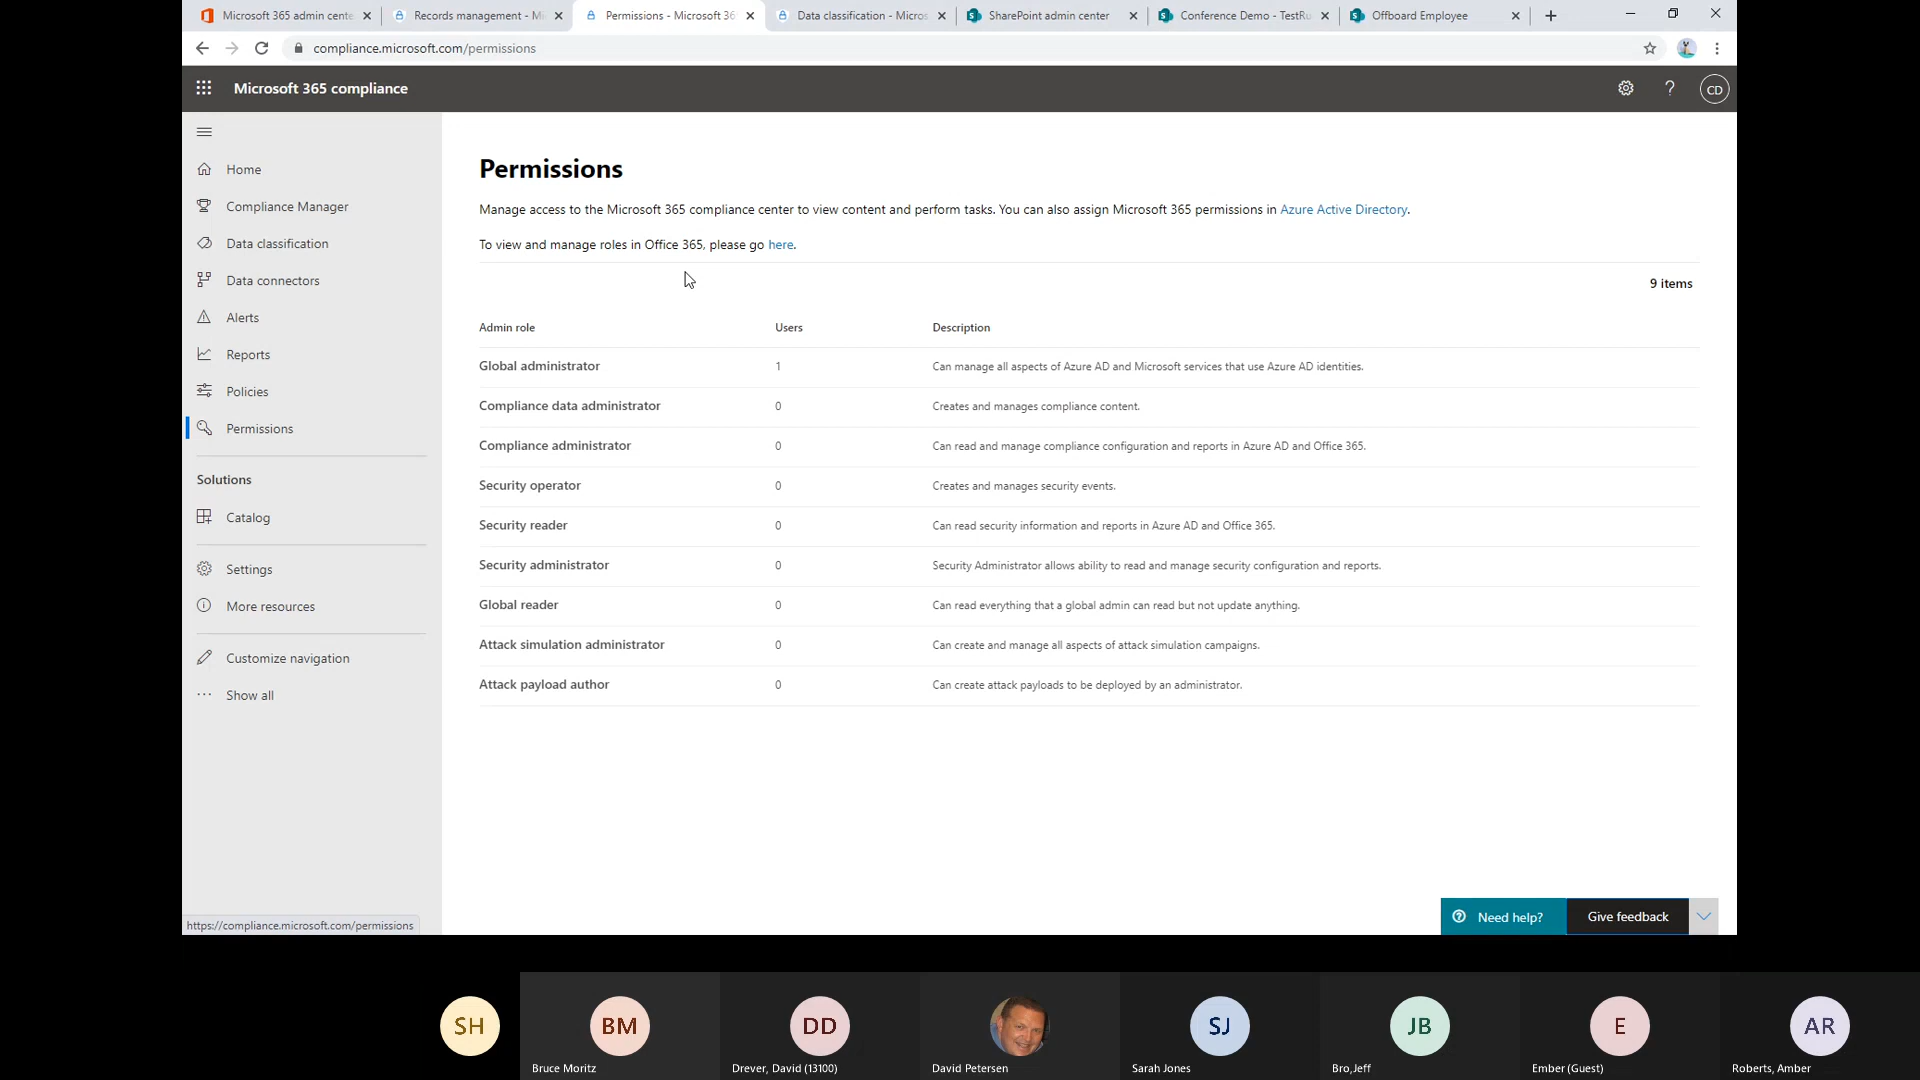 Microsoft 365 admin cente
Records management - Mi
Permissions - Microsoft 36
Data classification - Micros
SharePoint admin center
Conference Demo - TestRu
Offboard Employee
compliance.microsoft.com/permissions
Microsoft 365 compliance
CD
Home
Compliance Manager
Data classification
Data connectors
Alerts
Reports
Policies
Permissions
Solutions
Catalog
Settings
More resources
Customize navigation
Show all
Permissions
Manage access to the Microsoft 365 compliance center to view content and perform tasks. You can also assign Microsoft 365 permissions in Azure Active Directory.
To view and manage roles in Office 365, please go here.
9 items
Admin role Users Description
Global administrator 1 Can manage all aspects of Azure AD and Microsoft services that use Azure AD identities.
Compliance data administrator 0 Creates and manages compliance content.
Compliance administrator 0 Can read and manage compliance configuration and reports in Azure AD and Office 365.
Security operator 0 Creates and manages security events.
Security reader 0 Can read security information and reports in Azure AD and Office 365.
Security administrator 0 Security Administrator allows ability to read and manage security configuration and reports.
Global reader 0 Can read everything that a global admin can read but not update anything.
Attack simulation administrator 0 Can create and manage all aspects of attack simulation campaigns.
Attack payload author 0 Can create attack payloads to be deployed by an administrator.
https://compliance.microsoft.com/permissions
Need help?
Give feedback
SH
BM
DD
SJ
JB
E
AR
Bruce Moritz
Drever, David (13100)
David Petersen
Sarah Jones
Bro,Jeff
Ember (Guest)
Roberts, Amber